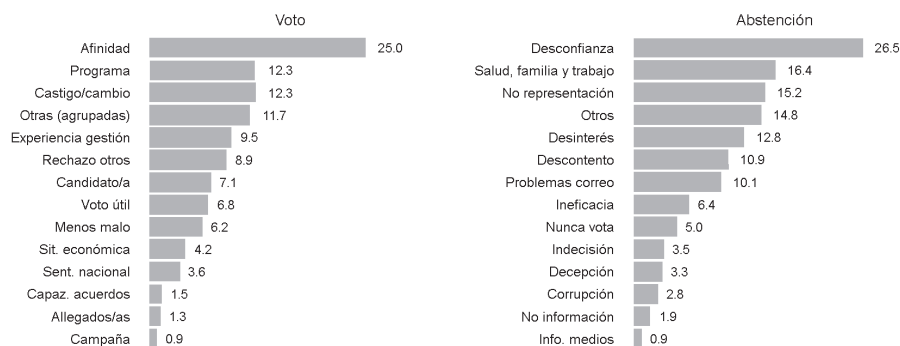 Voto
Afinidad 25.0
Programa 12.3
Castigo/cambio 12.3
Otras (agrupadas) 11.7
Experiencia gestión 9.5
Rechazo otros 8.9
Candidato/a 7.1
Voto útil 6.8
Menos malo 6.2
Sit. económica 4.2
Sent. nacional 3.6
Capaz. acuerdos 1.5
Allegados/as 1.3
Campaña 0.9
Abstención
Desconfianza 26.5
Salud, familia y trabajo 16.4
No representación 15.2
Otros 14.8
Desinterés 12.8
Descontento 10.9
Problemas correo 10.1
Ineficacia 6.4
Nunca vota 5.0
Indecisión 3.5
Decepción 3.3
Corrupción 2.8
No información 1.9
Info. medios 0.9